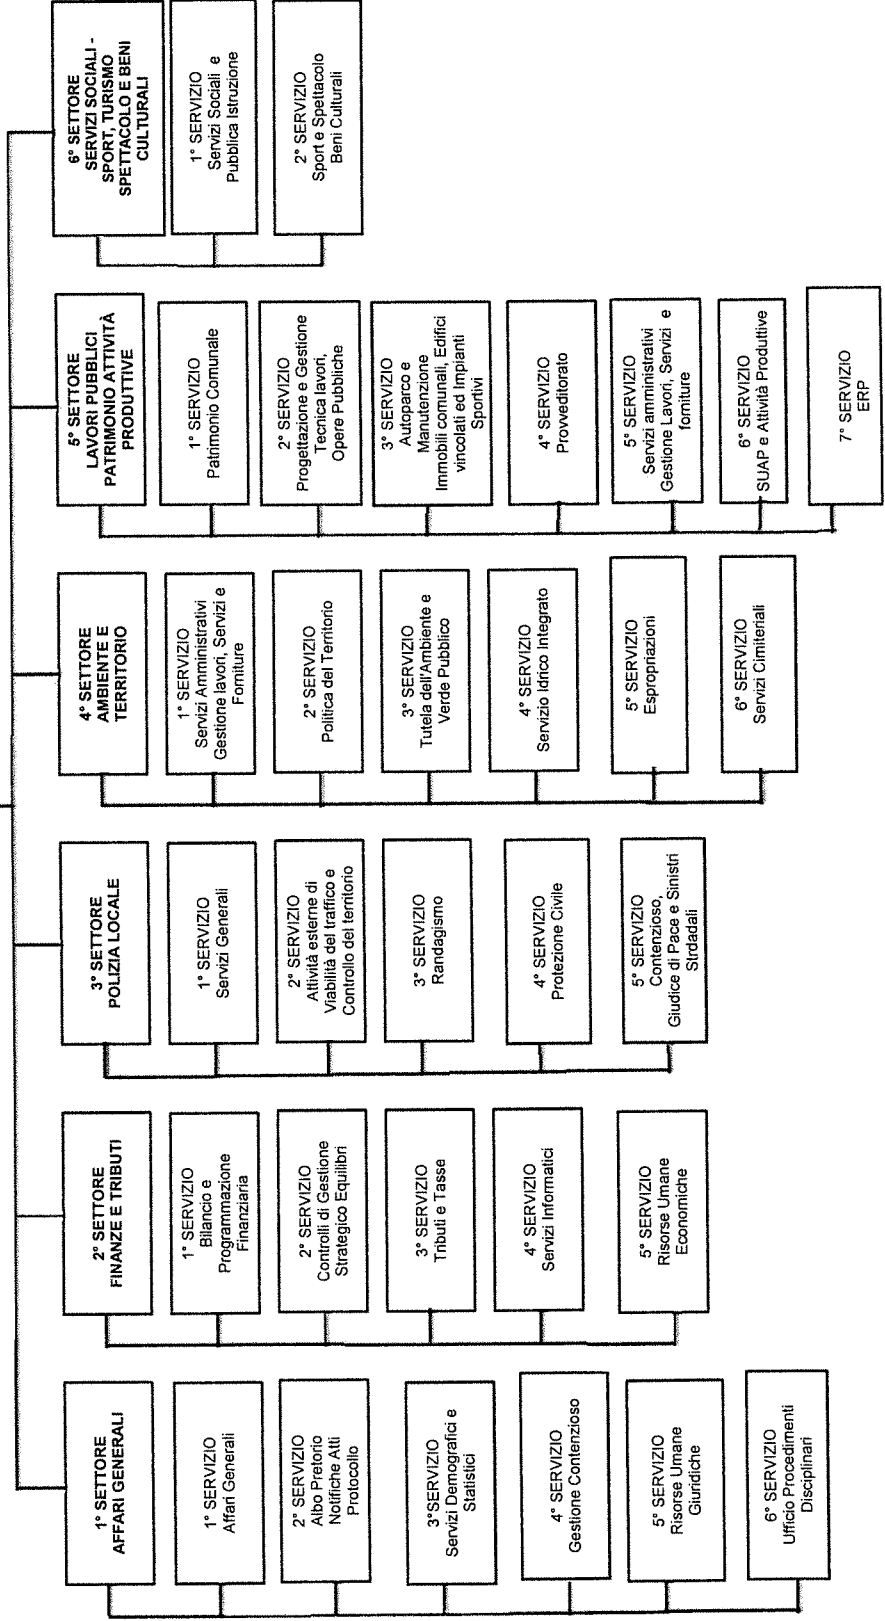 1° SETTORE
AFFARI GENERALI
1° SERVIZIO
Affari Generali
2° SERVIZIO
Albo Pretorio
Notifiche Atti
Protocollo
3°SERVIZIO
Servizi Demografici e
Statistici
4° SERVIZIO
Gestione Contenzioso
5° SERVIZIO
Risorse Umane
Giuridiche
6° SERVIZIO
Ufficio Procedimenti
Disciplinari
2° SETTORE
FINANZE E TRIBUTI
1° SERVIZIO
Bilancio e
Programmazione
Finanziaria
2° SERVIZIO
Controlli di Gestione
Strategico Equilibri
3° SERVIZIO
Tributi e Tasse
4° SERVIZIO
Servizi Informatici
5° SERVIZIO
Risorse Umane
Economiche
3° SETTORE
POLIZIA LOCALE
1° SERVIZIO
Servizi Generali
2° SERVIZIO
Attività esterne di
Viabilità del traffico e
Controllo del territorio
3° SERVIZIO
Randagismo
4° SERVIZIO
Protezione Civile
5° SERVIZIO
Contenzioso,
Giudice di Pace e Sinistri
Strdadali
4° SETTORE
AMBIENTE E
TERRITORIO
1° SERVIZIO
Servizi Amministrativi
Gestione lavori, Servizi e
Forniture
2° SERVIZIO
Politica del Territorio
3° SERVIZIO
Tutela dell'Ambiente e
Verde Pubblico
4° SERVIZIO
Servizio Idrico Integrato
5° SERVIZIO
Espropriazioni
6° SERVIZIO
Servizi Cimiteriali
5° SETTORE
LAVORI PUBBLICI
PATRIMONIO ATTIVITÀ
PRODUTTIVE
1° SERVIZIO
Patrimonio Comunale
2° SERVIZIO
Progettazione e Gestione
Tecnica lavori,
Opere Pubbliche
3° SERVIZIO
Autoparco e
Manutenzione
Immobili comunali, Edifici
vincolati ed Impianti
Sportivi
4° SERVIZIO
Provveditorato
5° SERVIZIO
Servizi amministrativi
Gestione Lavori, Servizi e
forniture
6° SERVIZIO
SUAP e Attività Produttive
7° SERVIZIO
ERP
6° SETTORE
SERVIZI SOCIALI -
SPORT, TURISMO
SPETTACOLO E BENI
CULTURALI
1° SERVIZIO
Servizi Sociali e
Pubblica Istruzione
2° SERVIZIO
Sport e Spettacolo
Beni Culturali